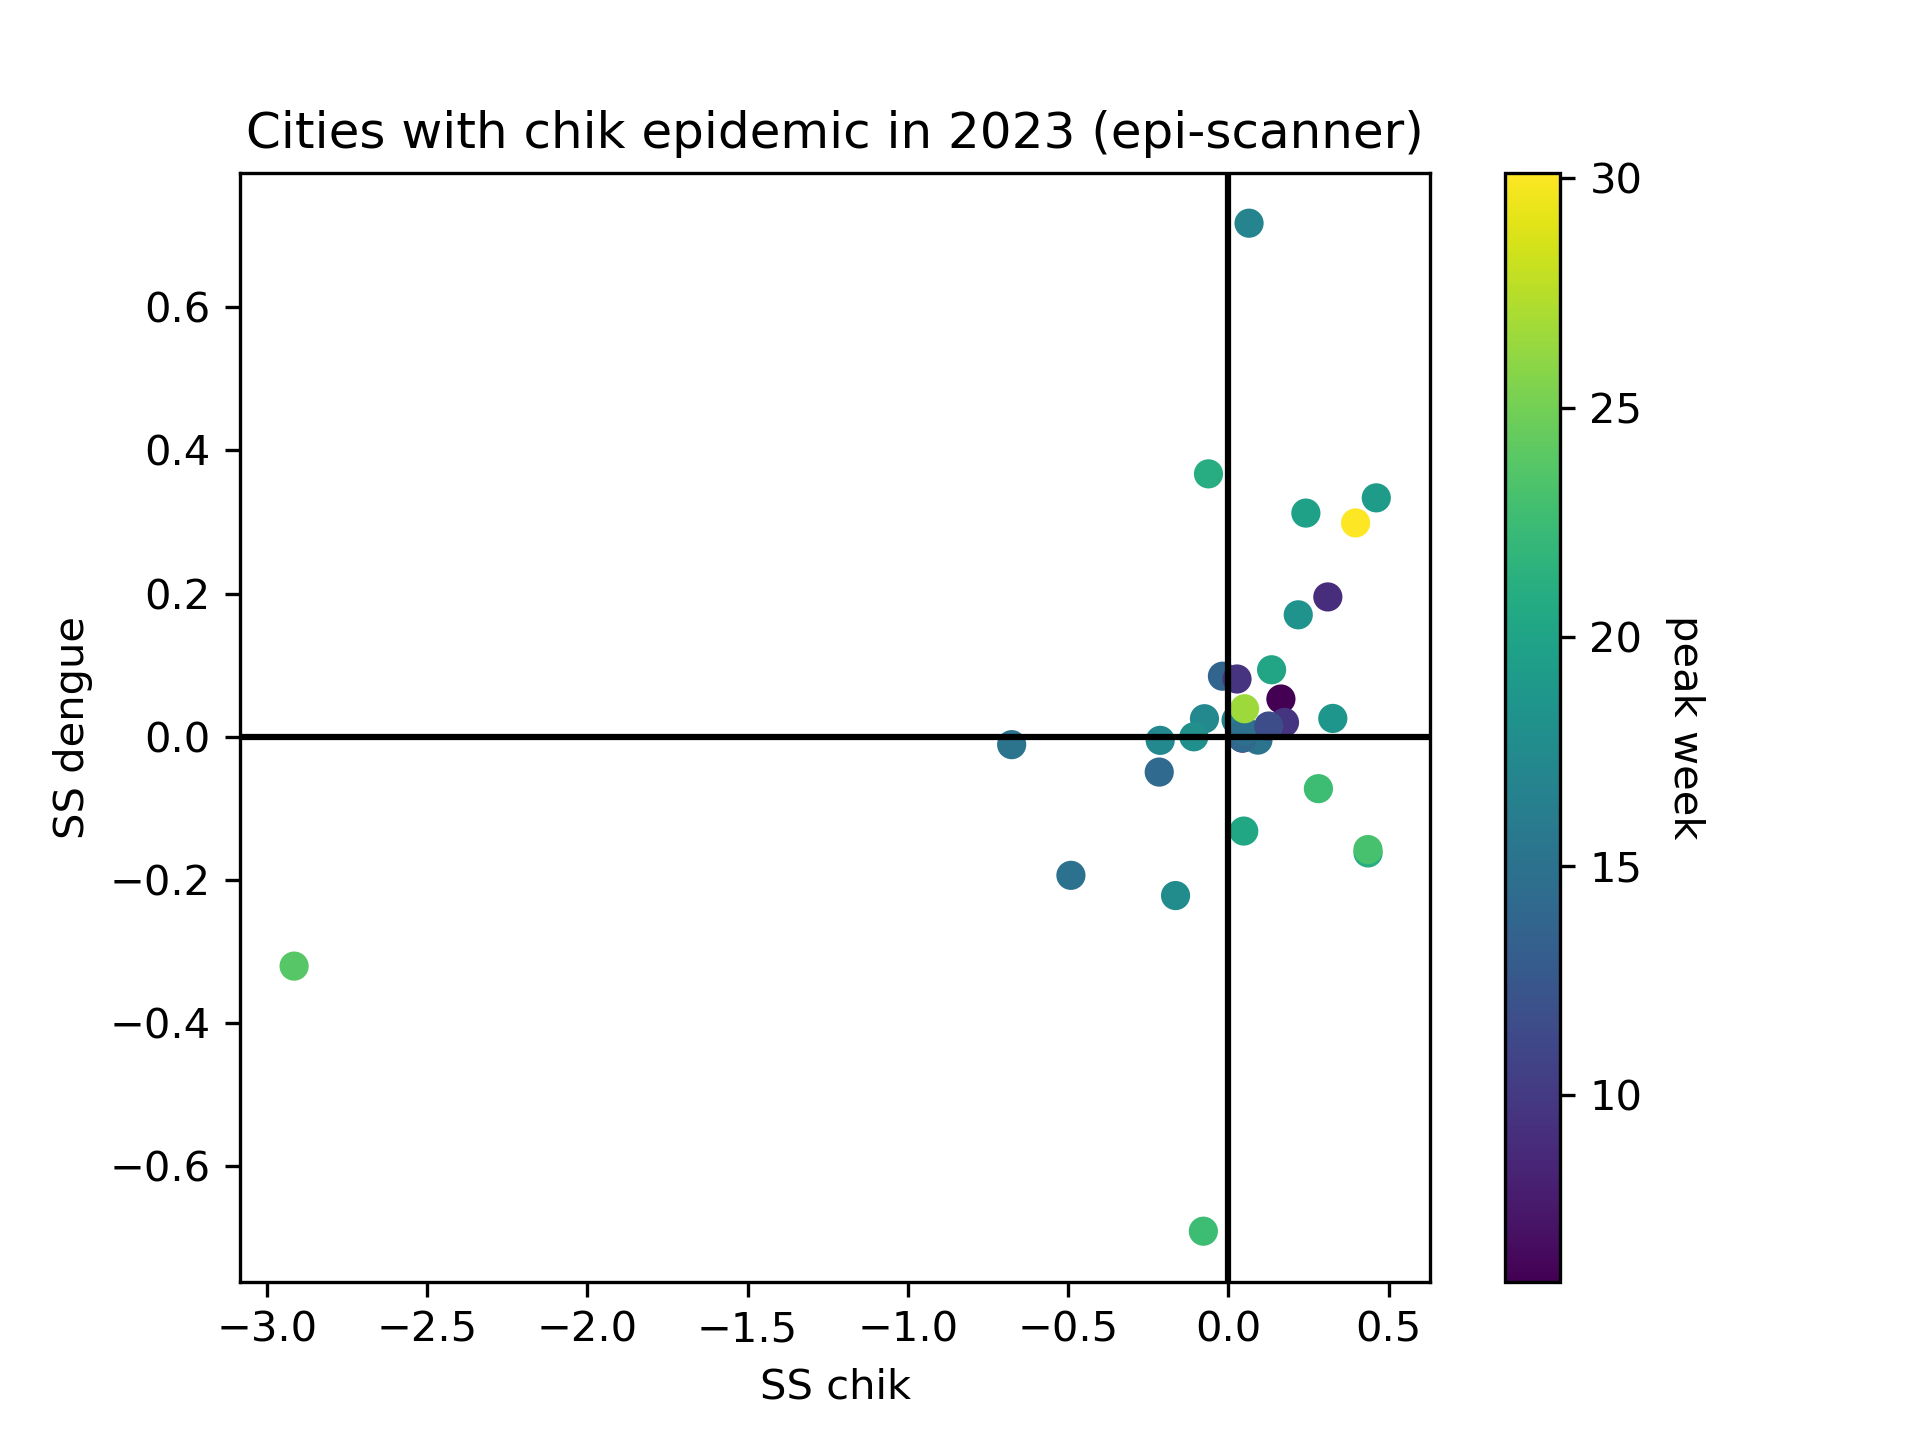 Cities with chik epidemic in 2023 (epi-scanner)
0.6
0.4
0.2
0.0
−0.2
−0.4
−0.6
SS dengue
−3.0 −2.5 −2.0 −1.5 −1.0 −0.5 0.0 0.5
SS chik
30
25
20
15
10
peak week